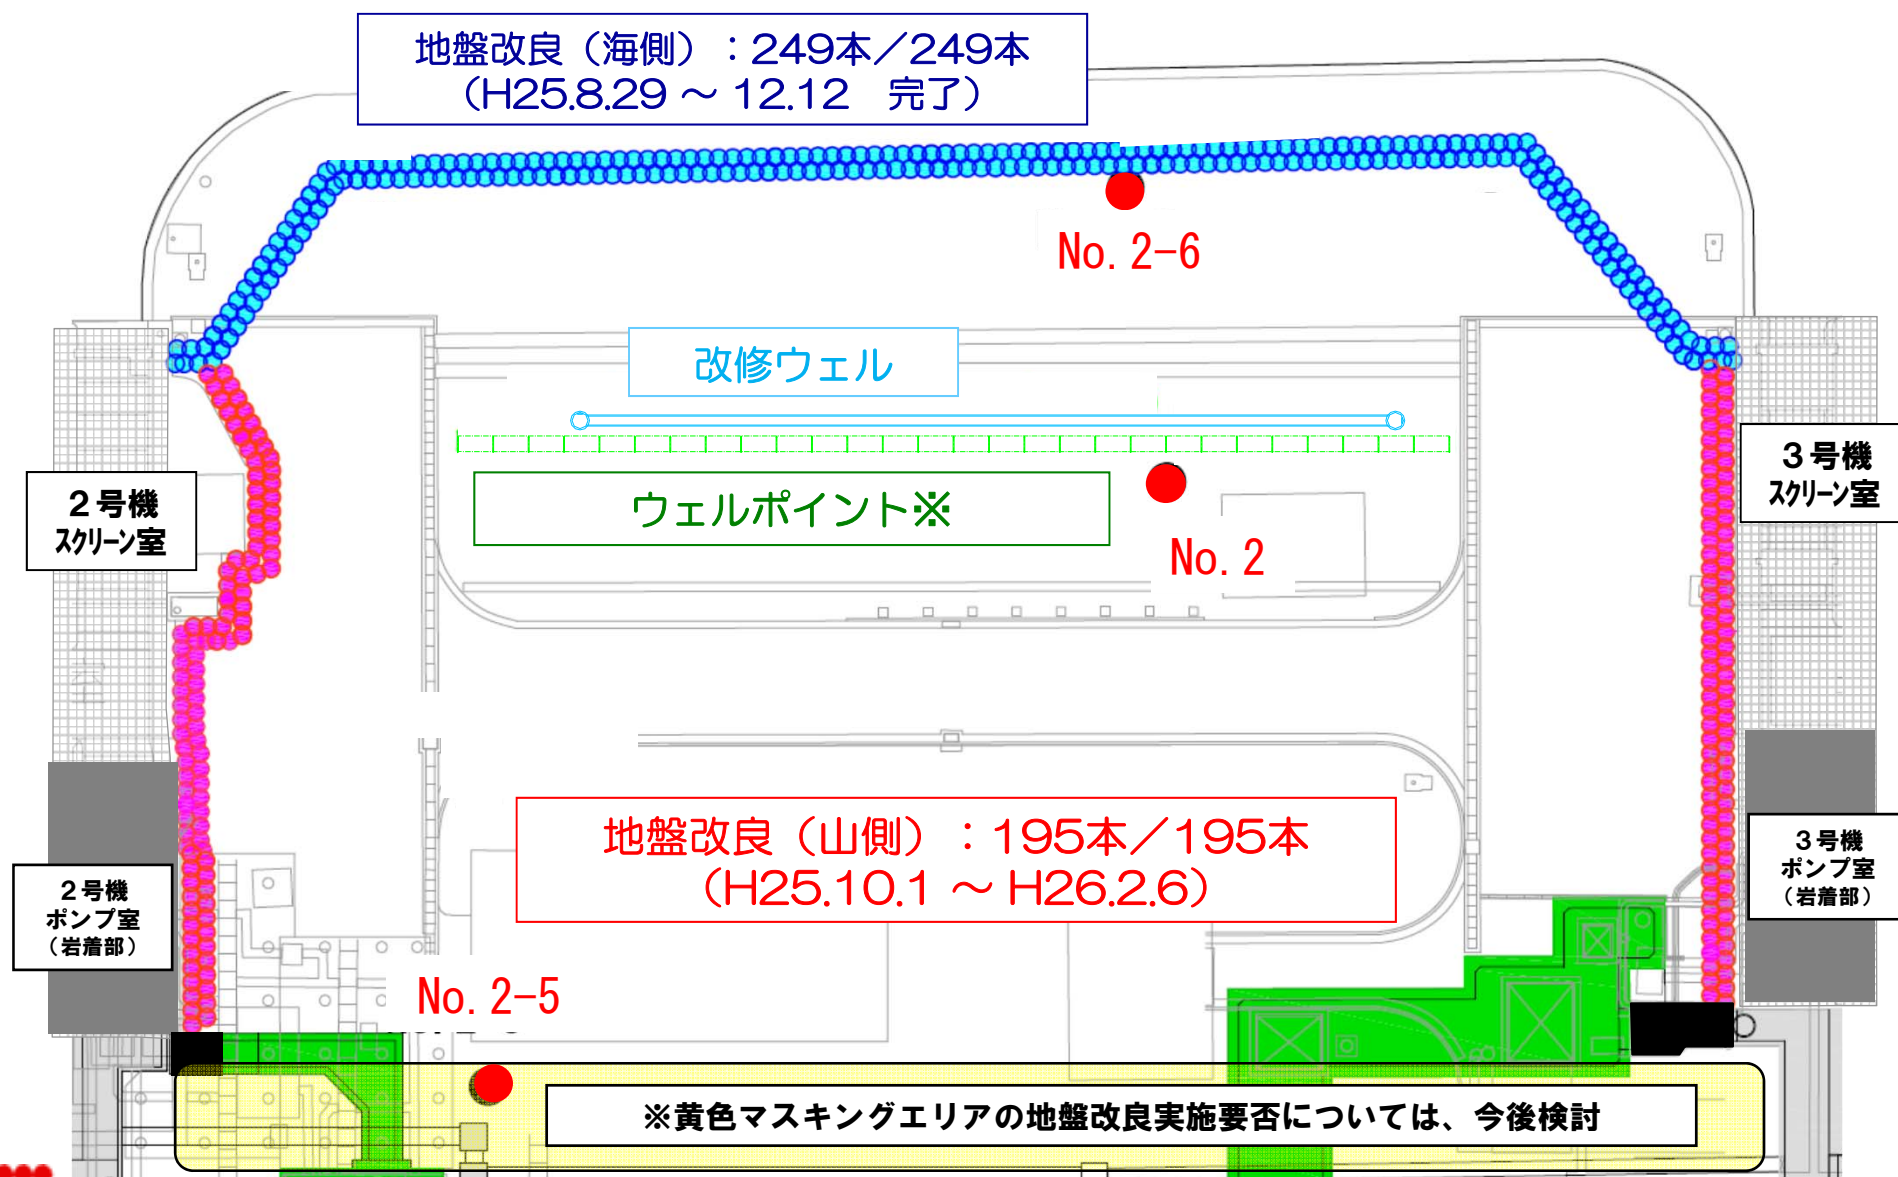 地盤改良（海側）：249本／249本
（H25.8.29 ～ 12.12　完了）
No. 2-6
改修ウェル
２号機
スクリーン室
３号機
スクリーン室
ウェルポイント※
No. 2
地盤改良（山側）：195本／195本
（H25.10.1 ～ H26.2.6）
２号機
ポンプ室
（岩着部）
３号機
ポンプ室
（岩着部）
No. 2-5
※黄色マスキングエリアの地盤改良実施要否については、今後検討